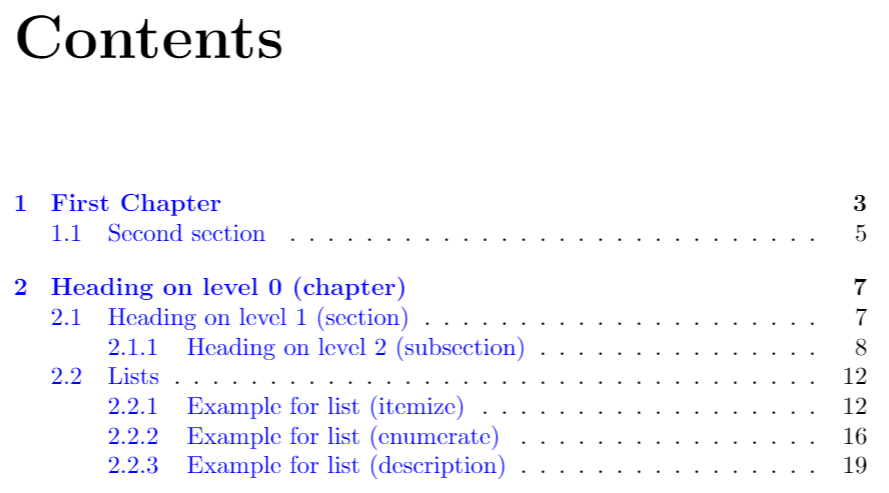 Contents
1 First Chapter 3
1.1 Second section . . . . . . . . . . . . . . . . . . . . . . . . . . . . 5
2 Heading on level 0 (chapter) 7
2.1 Heading on level 1 (section) . . . . . . . . . . . . . . . . . . . . . 7
2.1.1 Heading on level 2 (subsection) . . . . . . . . . . . . . . . 8
2.2 Lists . . . . . . . . . . . . . . . . . . . . . . . . . . . . . . . . . . 12
2.2.1 Example for list (itemize) . . . . . . . . . . . . . . . . . . 12
2.2.2 Example for list (enumerate) . . . . . . . . . . . . . . . . 16
2.2.3 Example for list (description) . . . . . . . . . . . . . . . . 19